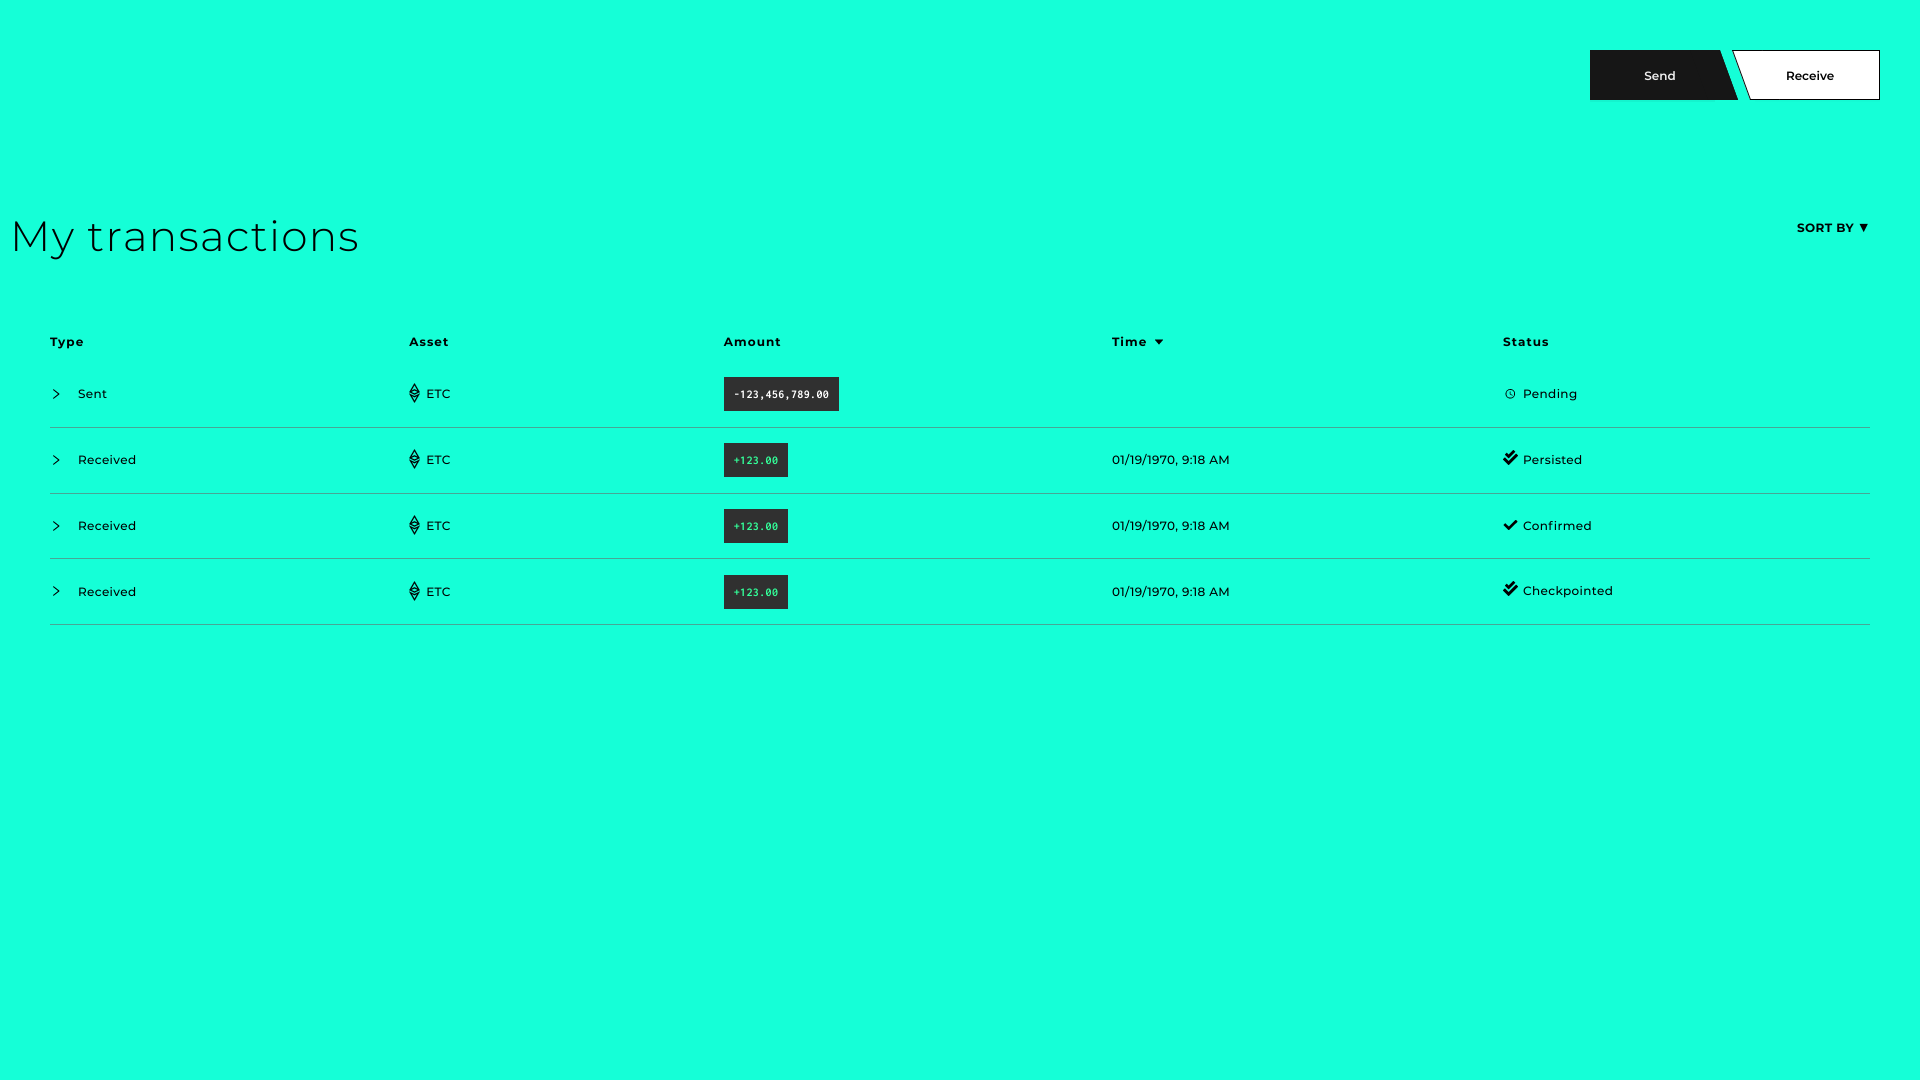 Send
Receive
My transactions
SORT BY ▼
Type Asset Amount Time Status
Sent ETC -123,456,789.00 Pending
Received ETC +123.00 01/19/1970, 9:18 AM Persisted
Received ETC +123.00 01/19/1970, 9:18 AM Confirmed
Received ETC +123.00 01/19/1970, 9:18 AM Checkpointed